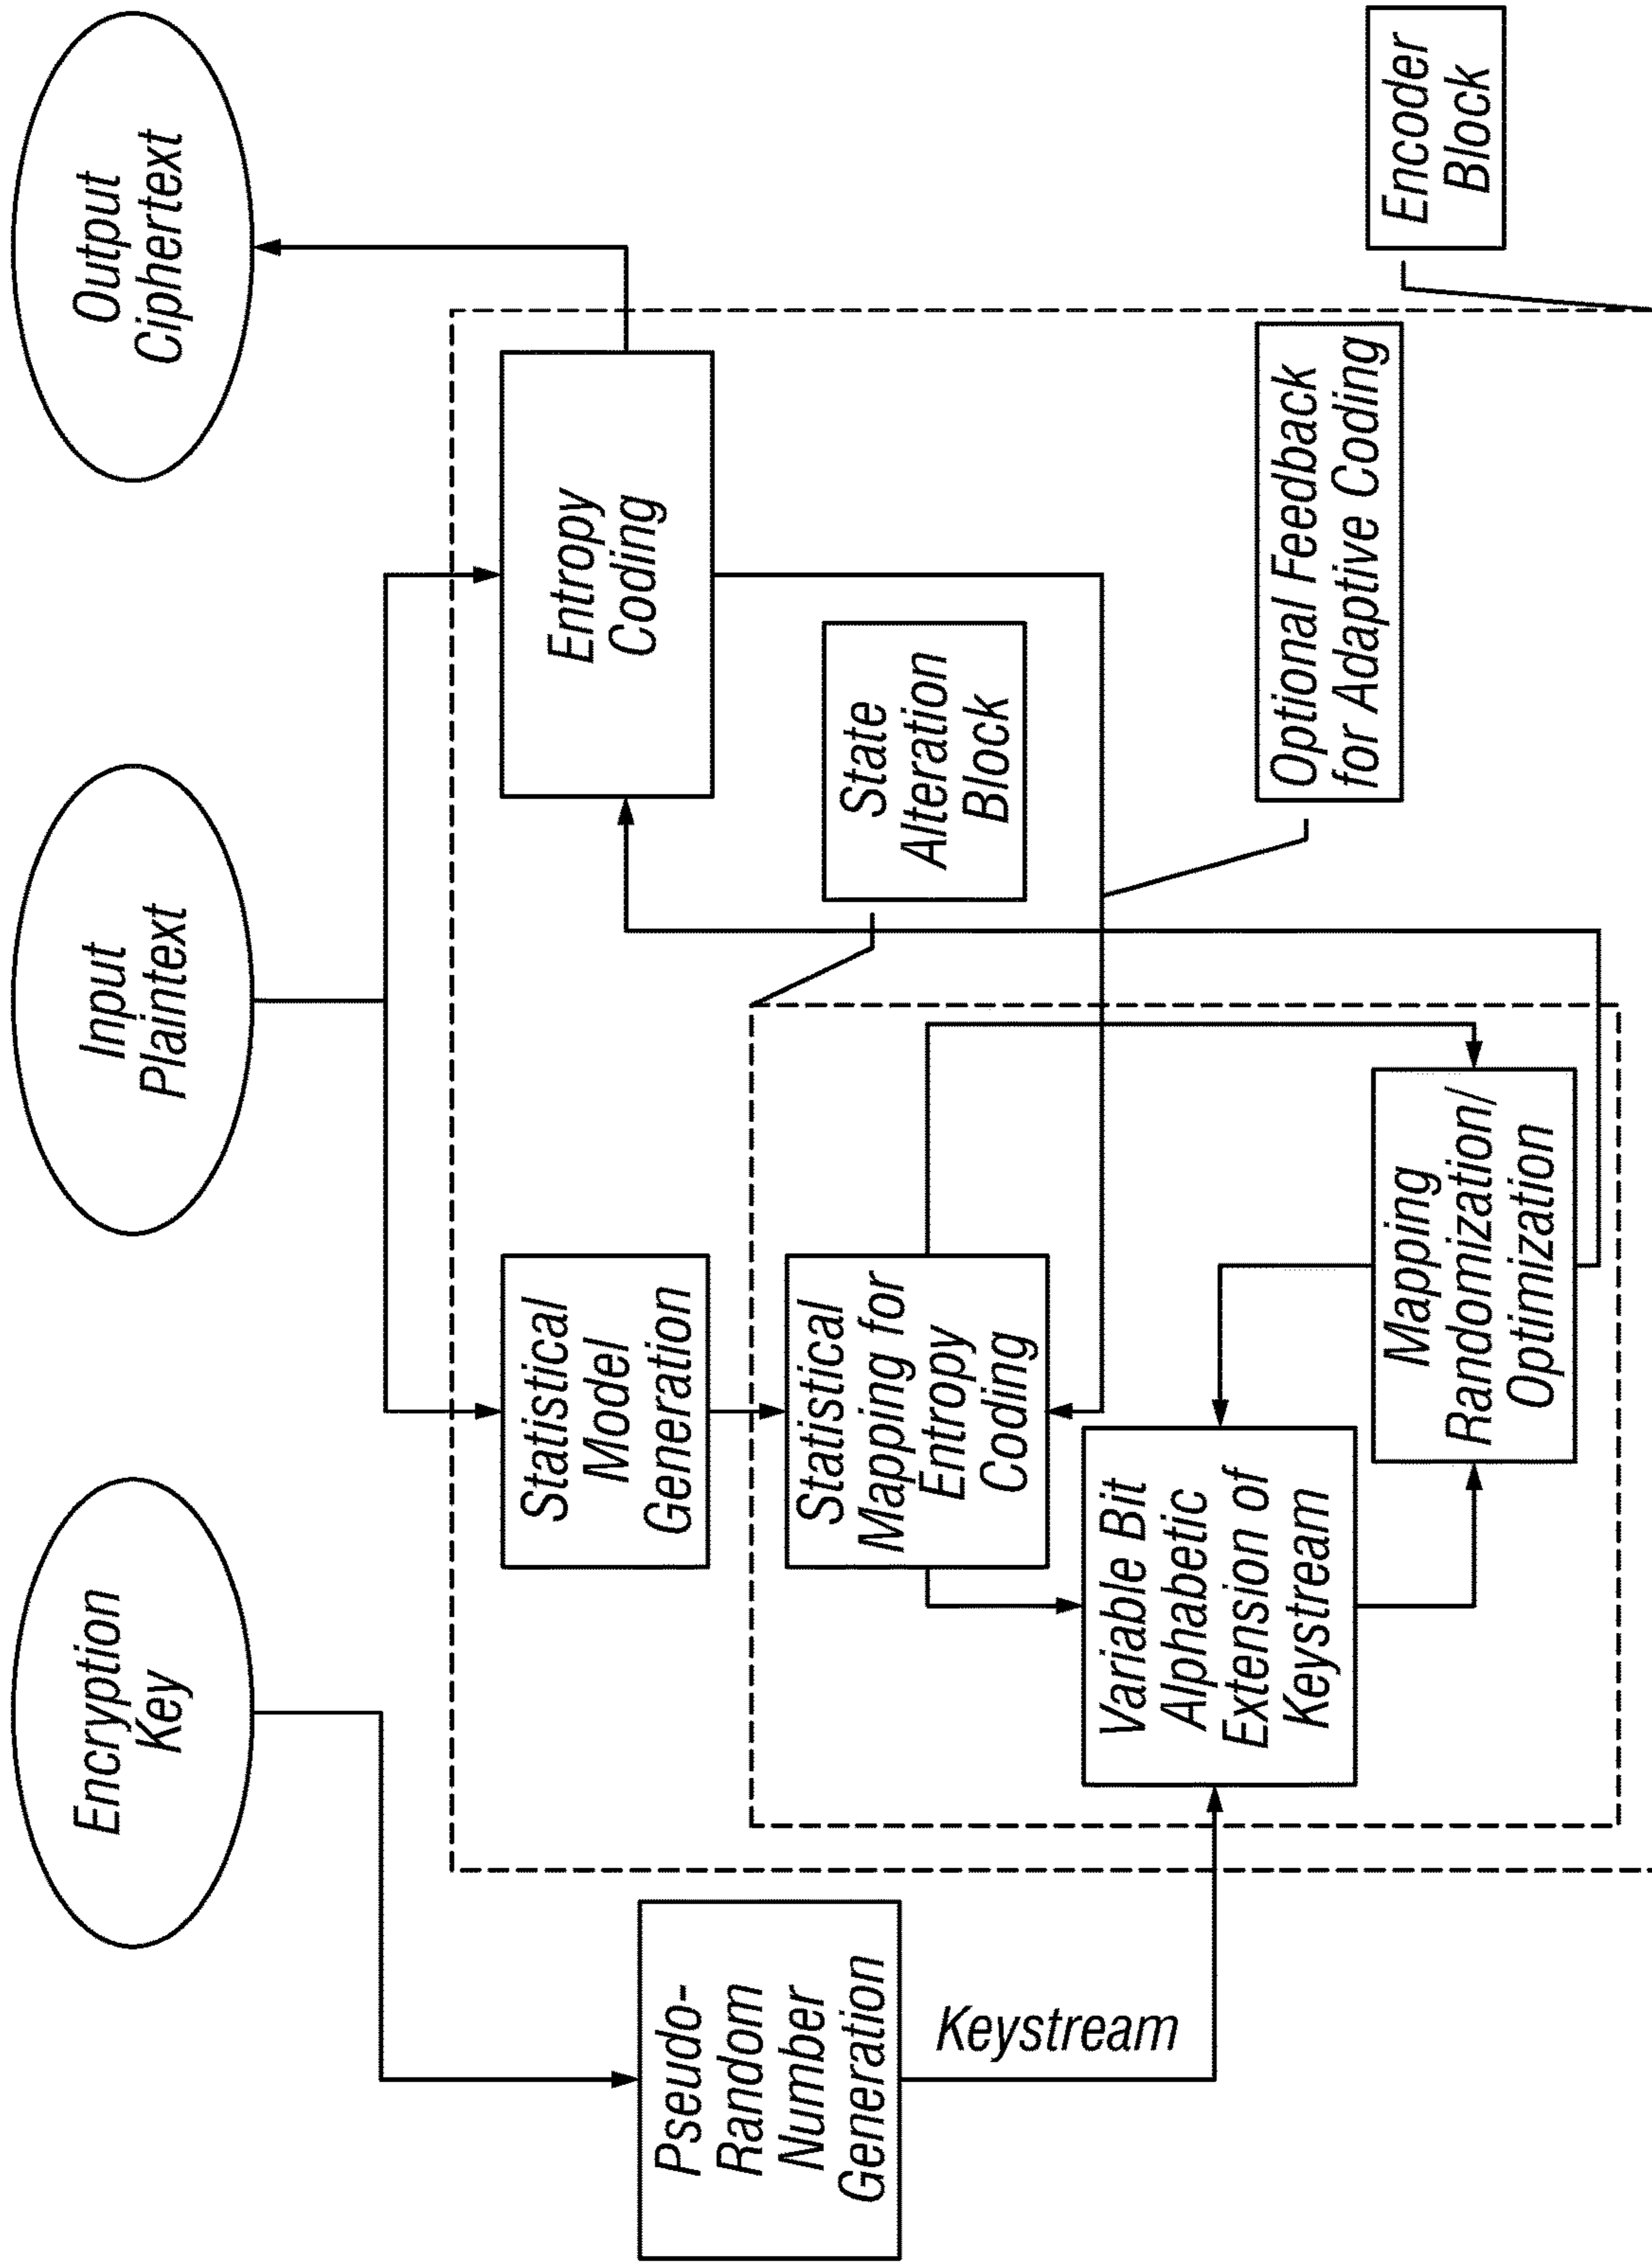 Encryption
Key
Input
Plaintext
Output
Ciphertext
Pseudo-
Random
Number
Generation
Keystream
Statistical
Model
Generation
Entropy
Coding
Statistical
Mapping for
Entropy
Coding
State
Alteration
Block
Variable Bit
Alphabetic
Extension of
Keystream
Mapping
Randomization/
Optimization
Optional Feedback
for Adaptive Coding
Encoder
Block